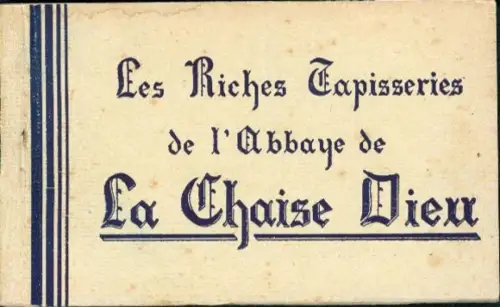 Les Riches Tapisseries
de l'Abbaye de
La Chaise Dieu